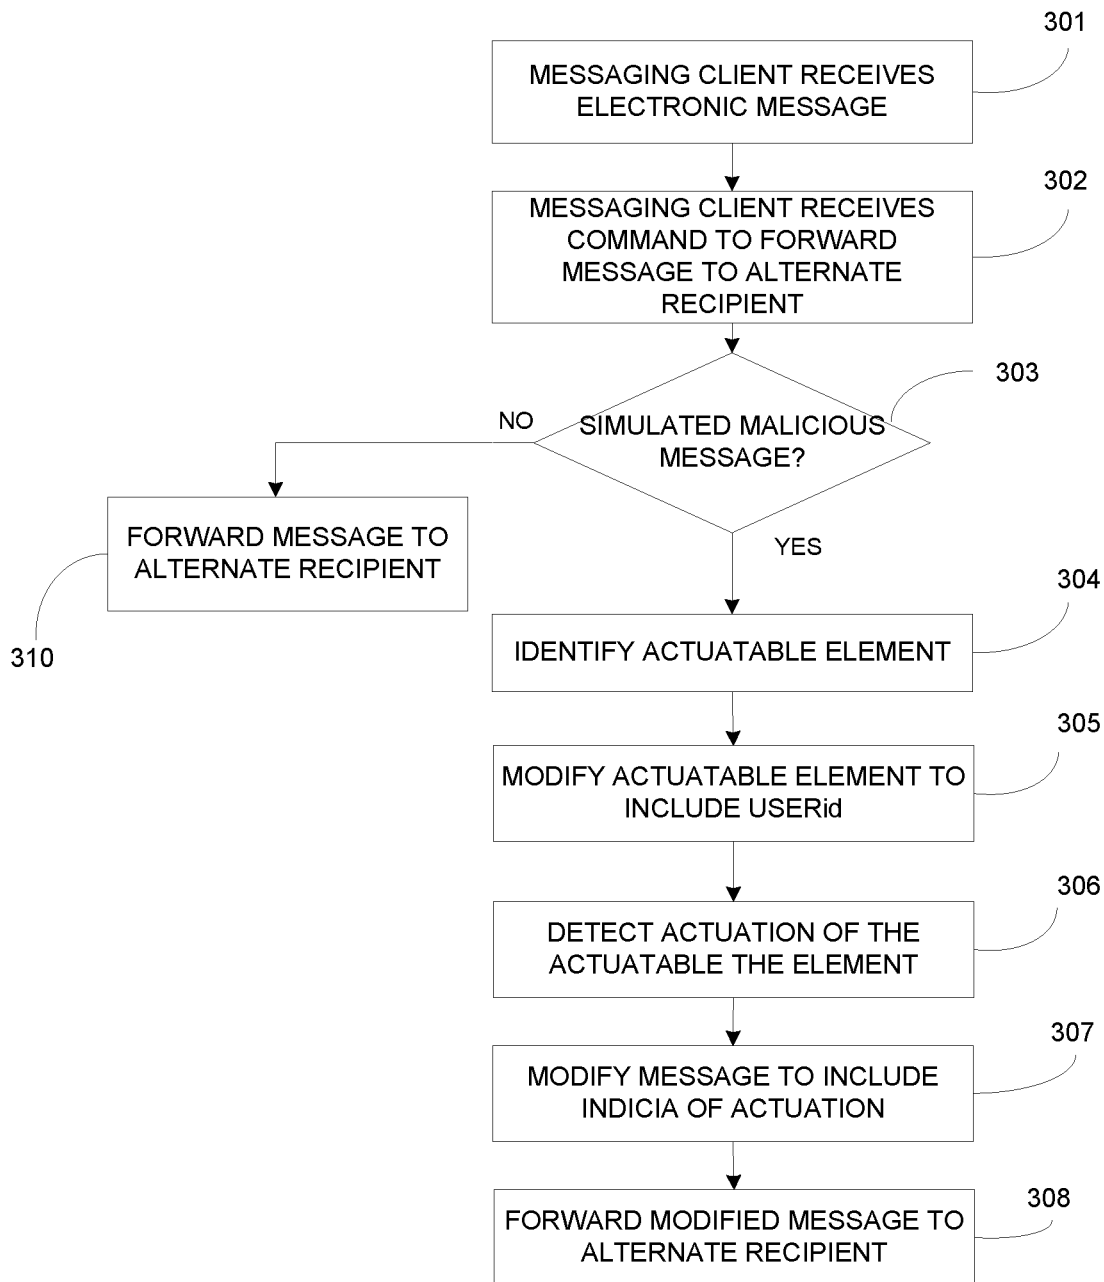 301
MESSAGING CLIENT RECEIVES
ELECTRONIC MESSAGE
302
MESSAGING CLIENT RECEIVES
COMMAND TO FORWARD
MESSAGE TO ALTERNATE
RECIPIENT
303
SIMULATED MALICIOUS
MESSAGE?
NO
YES
FORWARD MESSAGE TO
ALTERNATE RECIPIENT
310
304
IDENTIFY ACTUATABLE ELEMENT
305
MODIFY ACTUATABLE ELEMENT TO
INCLUDE USERid
306
DETECT ACTUATION OF THE
ACTUATABLE THE ELEMENT
307
MODIFY MESSAGE TO INCLUDE
INDICIA OF ACTUATION
308
FORWARD MODIFIED MESSAGE TO
ALTERNATE RECIPIENT